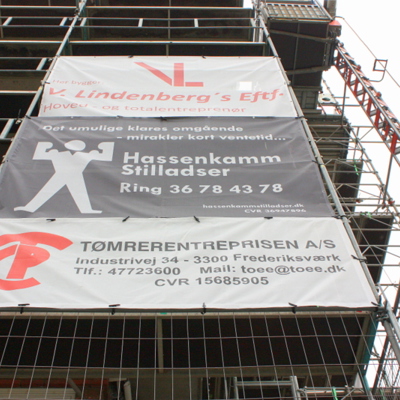 VL
V. Lindenberg's Eftf.
Hoved- og totalentreprenør
Det umulige klares omgående
mirakler kort ventetid...
Hassenkamm
Stilladser
Ring 36 78 43 78
hassenkammstilladser.dk
TØMRERENTREPRISEN A/S
Industrivej 34 - 3300 Frederiksværk
Tlf.: 47723600 Mail: toee@toee.dk
CVR 15685905